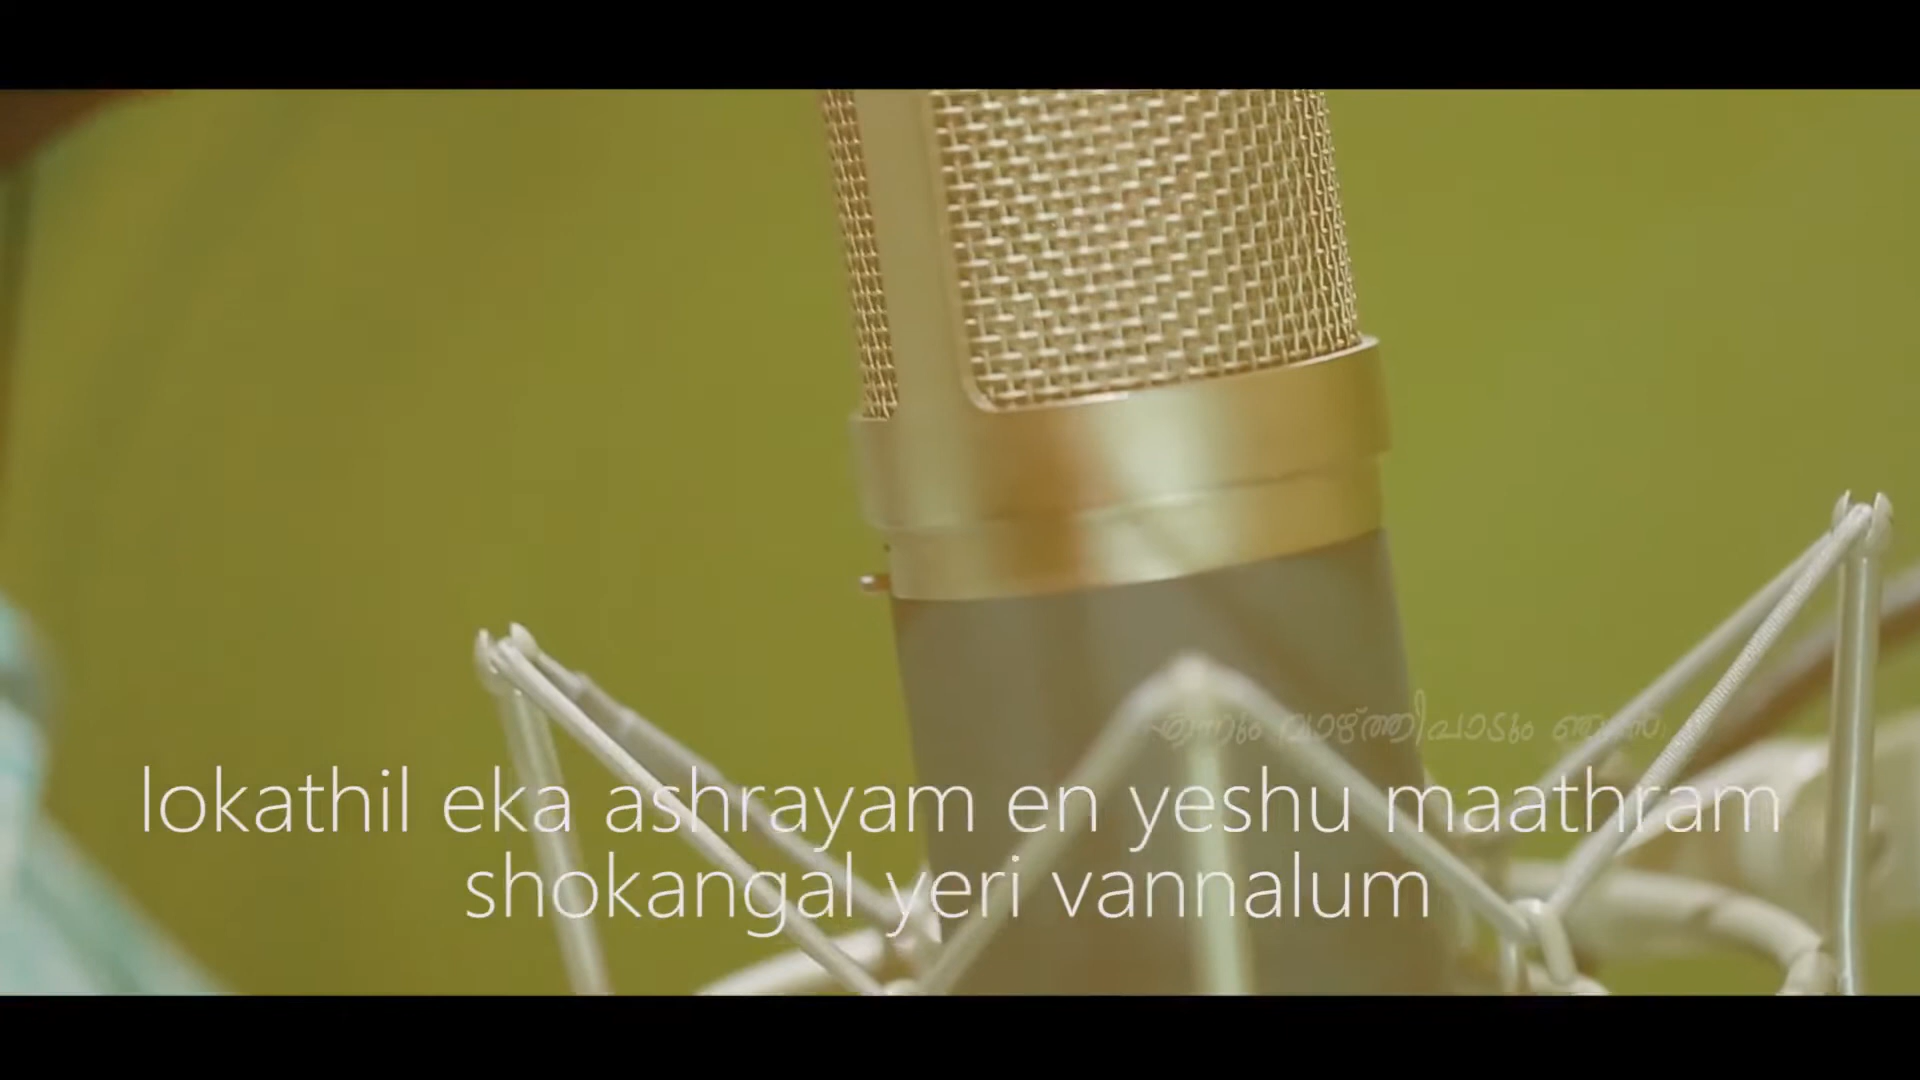 വാഴ്ത്തിപാടും
lokathil eka ashrayam en yeshu maathram
shokangal yeri vannalum